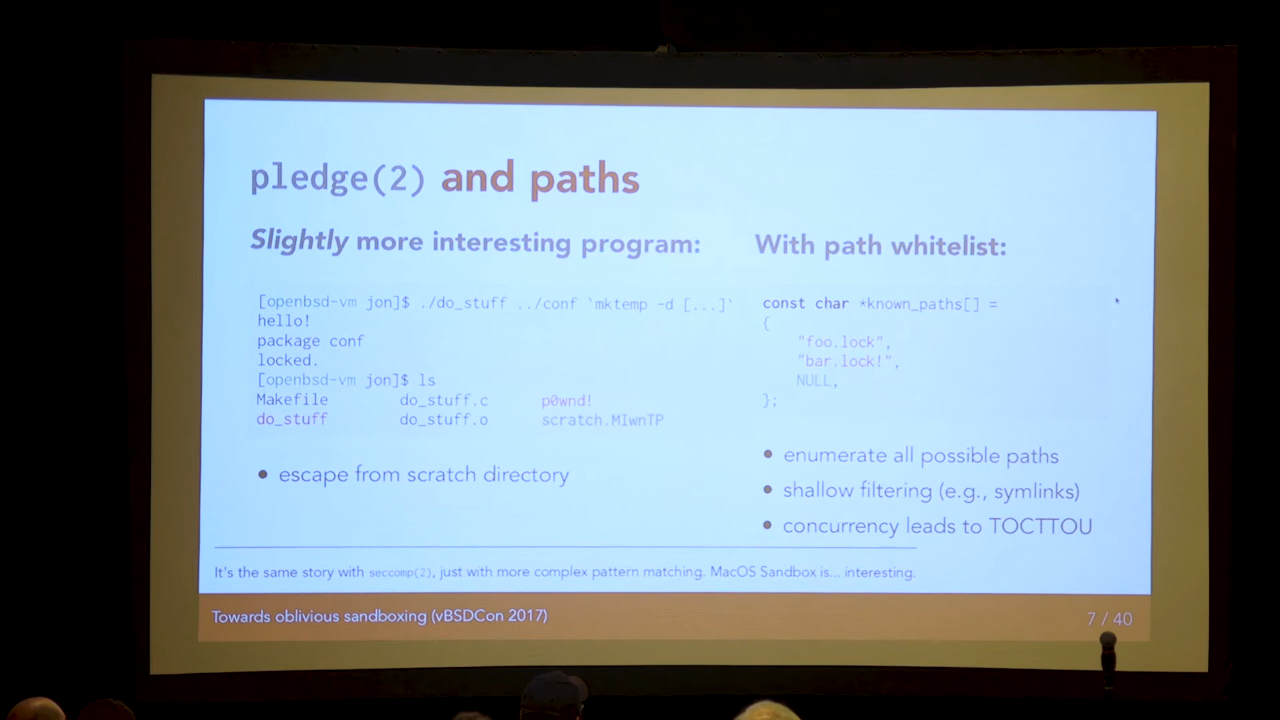 pledge(2) and paths
Slightly more interesting program:
[openbsd-vm jon]$ ./do_stuff ../conf `mktemp -d [...]`
hello!
package conf
locked.
[openbsd-vm jon]$ ls
Makefile do_stuff.c p0wnd!
do_stuff do_stuff.o scratch.MIwnTP
• escape from scratch directory
With path whitelist:
const char *known_paths[] =
{
"foo.lock",
"bar.lock!",
NULL,
};
• enumerate all possible paths
• shallow filtering (e.g., symlinks)
• concurrency leads to TOCTTOU
It's the same story with seccomp(2), just with more complex pattern matching. MacOS Sandbox is... interesting.
Towards oblivious sandboxing (vBSDCon 2017)
7 / 40